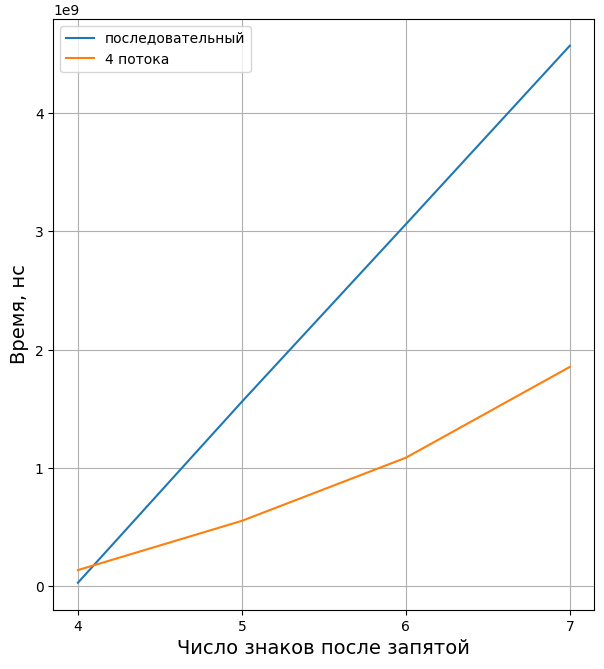 1e9
последовательный
4 потока
4
3
2
1
0
Время, нс
4 5 6 7
Число знаков после запятой